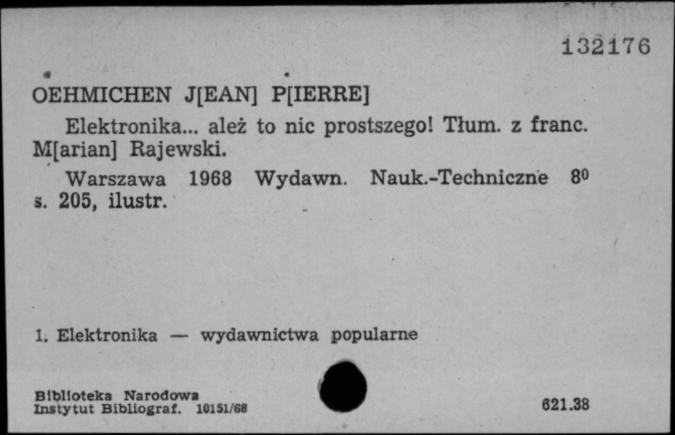 132176
OEHMICHEN J[EAN] P[IERRE]
Elektronika... ależ to nic prostszego! Tłum. z franc.
M[arian] Rajewski.
Warszawa 1968 Wydawn. Nauk.-Techniczne 8⁰
s. 205, ilustr.
1. Elektronika — wydawnictwa popularne
Biblioteka Narodowa
Instytut Bibliograf. 10151/68
621.38